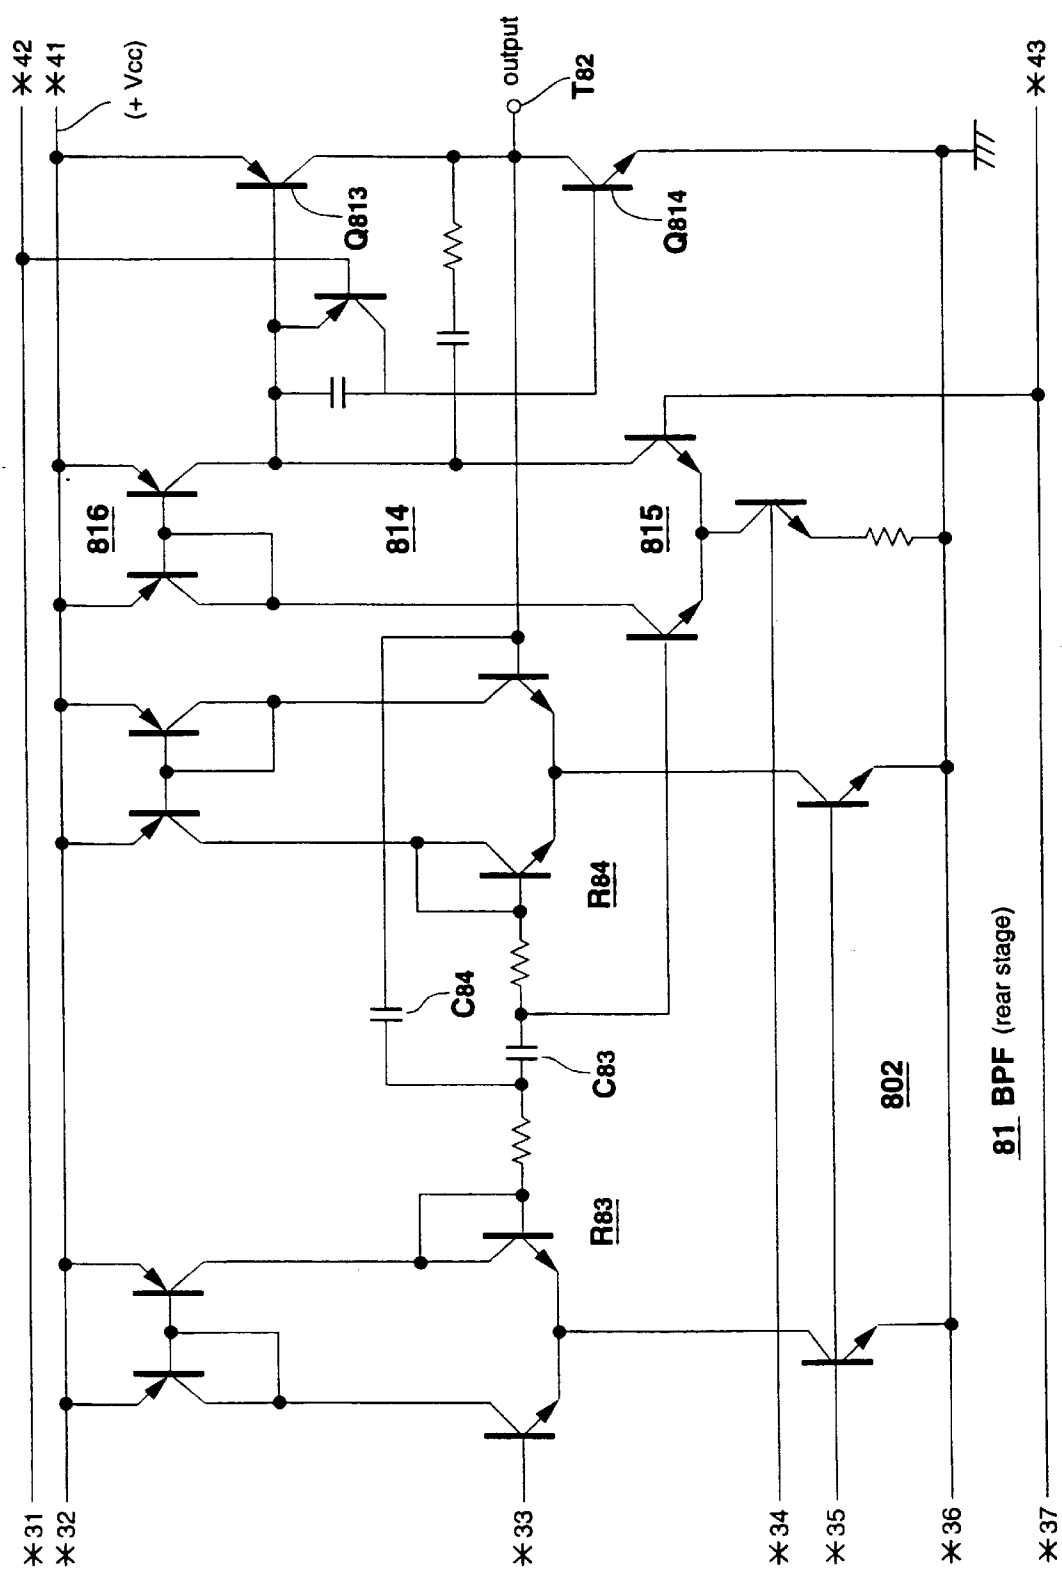 *42
*41
(+ Vcc)
output
T82
*43
Q813
Q814
816
814
815
R84
C84
C83
R83
802
81 BPF (rear stage)
*31
*32
*33
*34
*35
*36
*37